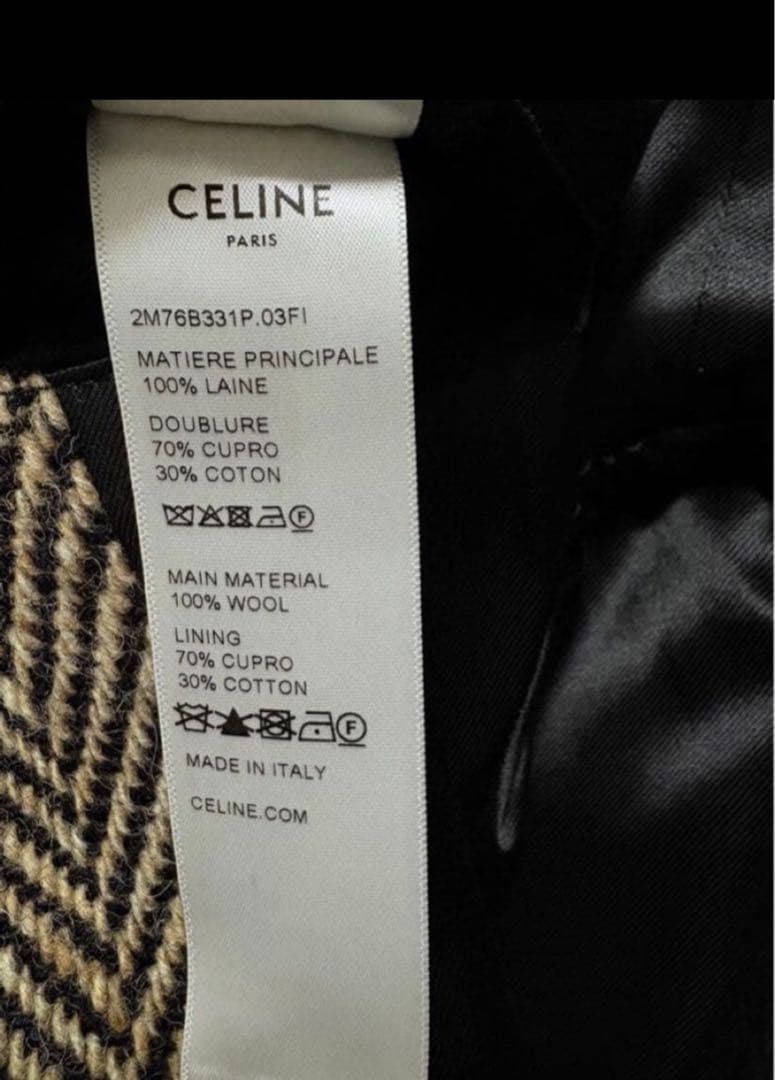 CELINE
PARIS
2M76B331P.03FI
MATIERE PRINCIPALE
100% LAINE
DOUBLURE
70% CUPRO
30% COTON
F
MAIN MATERIAL
100% WOOL
LINING
70% CUPRO
30% COTTON
F
MADE IN ITALY
CELINE.COM